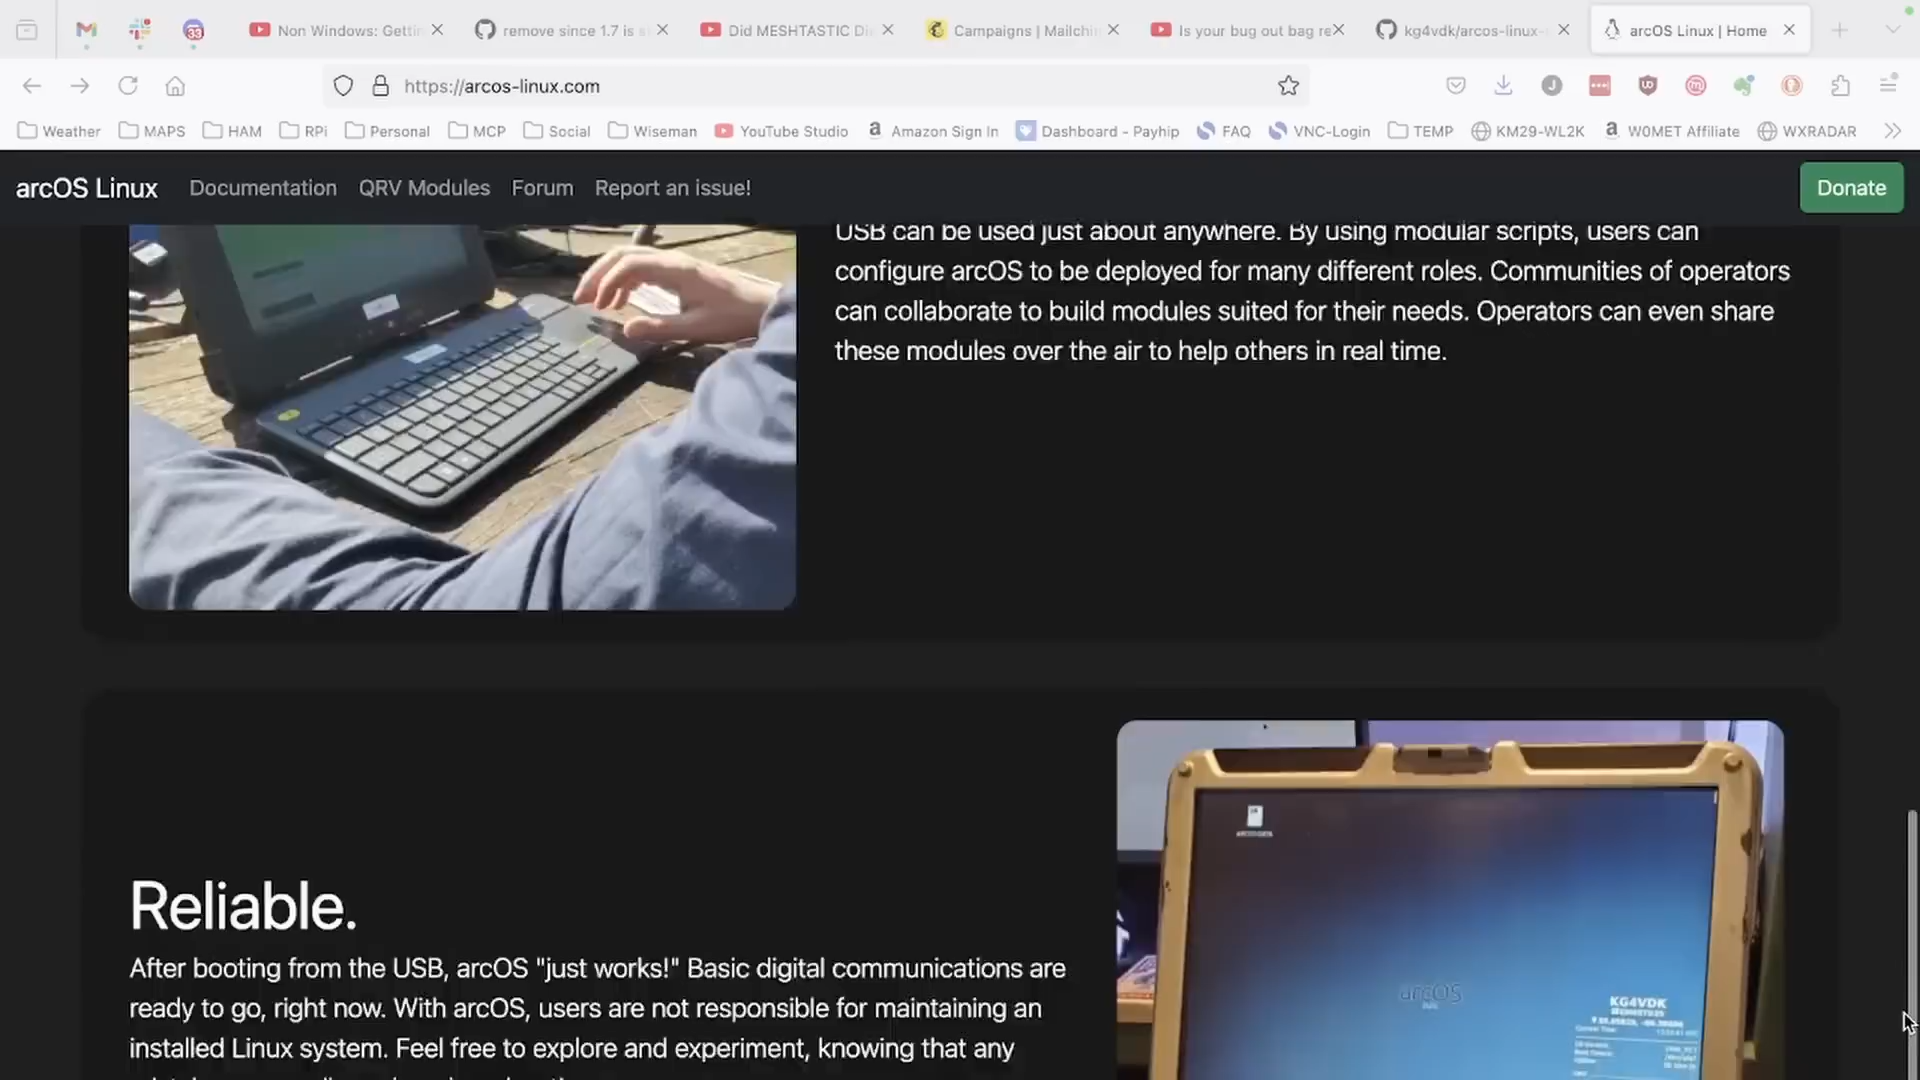 Non Windows: Gettin
remove since 1.7 is s
Did MESHTASTIC Di
Campaigns | Mailchi
Is your bug out bag re
kg4vdk/arcos-linux-
arcOS Linux | Home
https://arcos-linux.com
Weather MAPS HAM RPi Personal MCP Social Wiseman YouTube Studio Amazon Sign In Dashboard - Payhip FAQ VNC-Login TEMP KM29-WL2K W0MET Affiliate WXRADAR
arcOS Linux Documentation QRV Modules Forum Report an issue! Donate
USB can be used just about anywhere. By using modular scripts, users can
configure arcOS to be deployed for many different roles. Communities of operators
can collaborate to build modules suited for their needs. Operators can even share
these modules over the air to help others in real time.
Reliable.
After booting from the USB, arcOS "just works!" Basic digital communications are
ready to go, right now. With arcOS, users are not responsible for maintaining an
installed Linux system. Feel free to explore and experiment, knowing that any
arcOS
KG4VDK